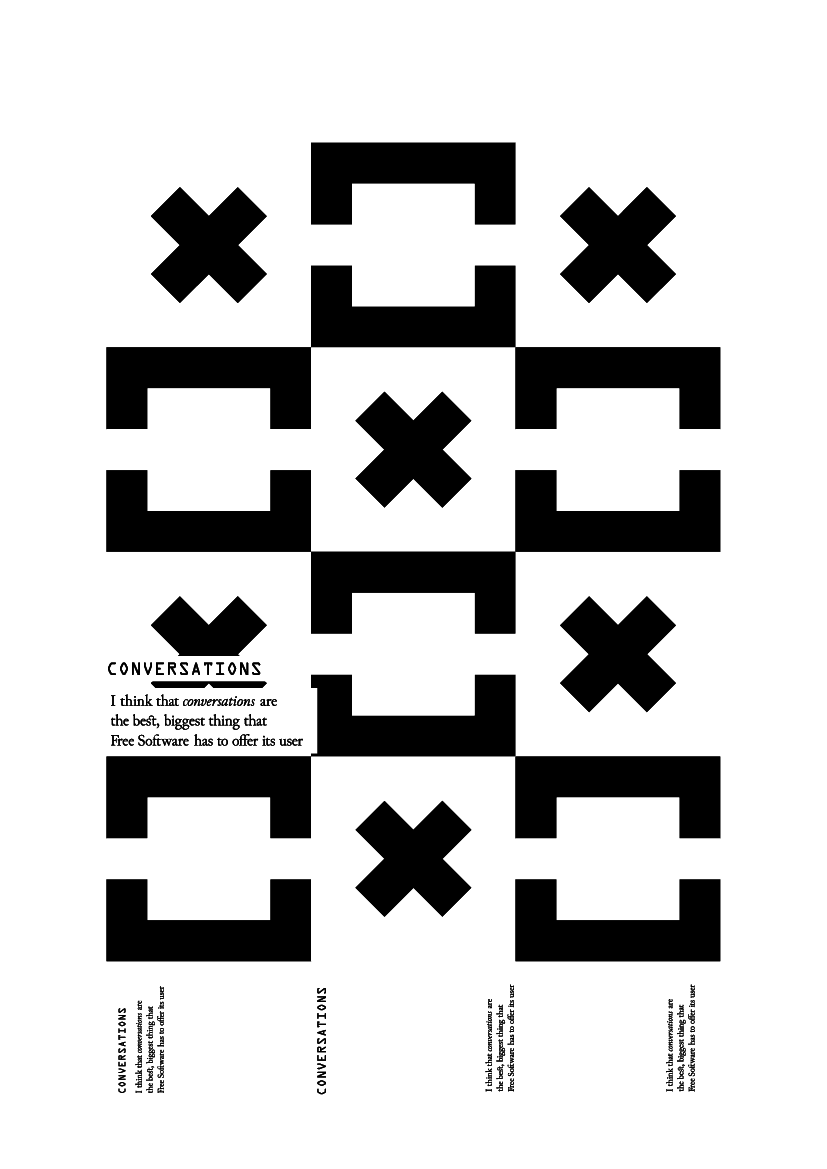 CONVERSATIONS
I think that conversations are
the best, biggest thing that
Free Software has to offer its user
CONVERSATIONS
I think that conversations are
the best, biggest thing that
Free Software has to offer its user
CONVERSATIONS
I think that conversations are
the best, biggest thing that
Free Software has to offer its user
I think that conversations are
the best, biggest thing that
Free Software has to offer its user